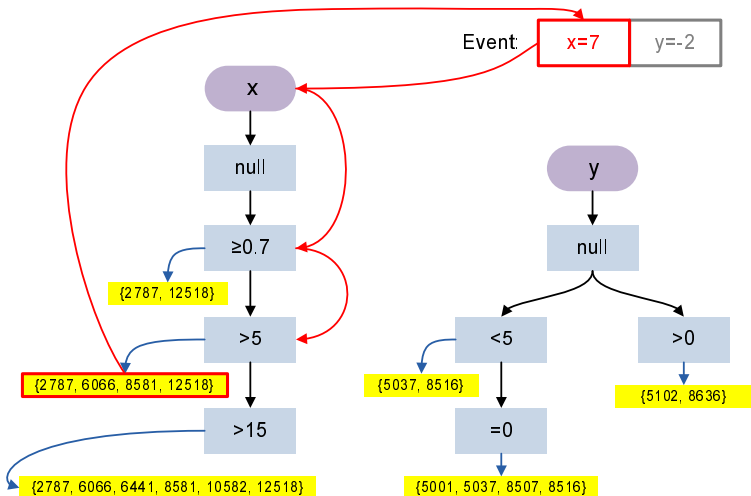 Event:
x=7
y=-2
x
null
≥0.7
{2787, 12518}
>5
{2787, 6066, 8581, 12518}
>15
{2787, 6066, 6441, 8581, 10582, 12518}
y
null
<5
{5037, 8516}
>0
{5102, 8636}
=0
{5001, 5037, 8507, 8516}